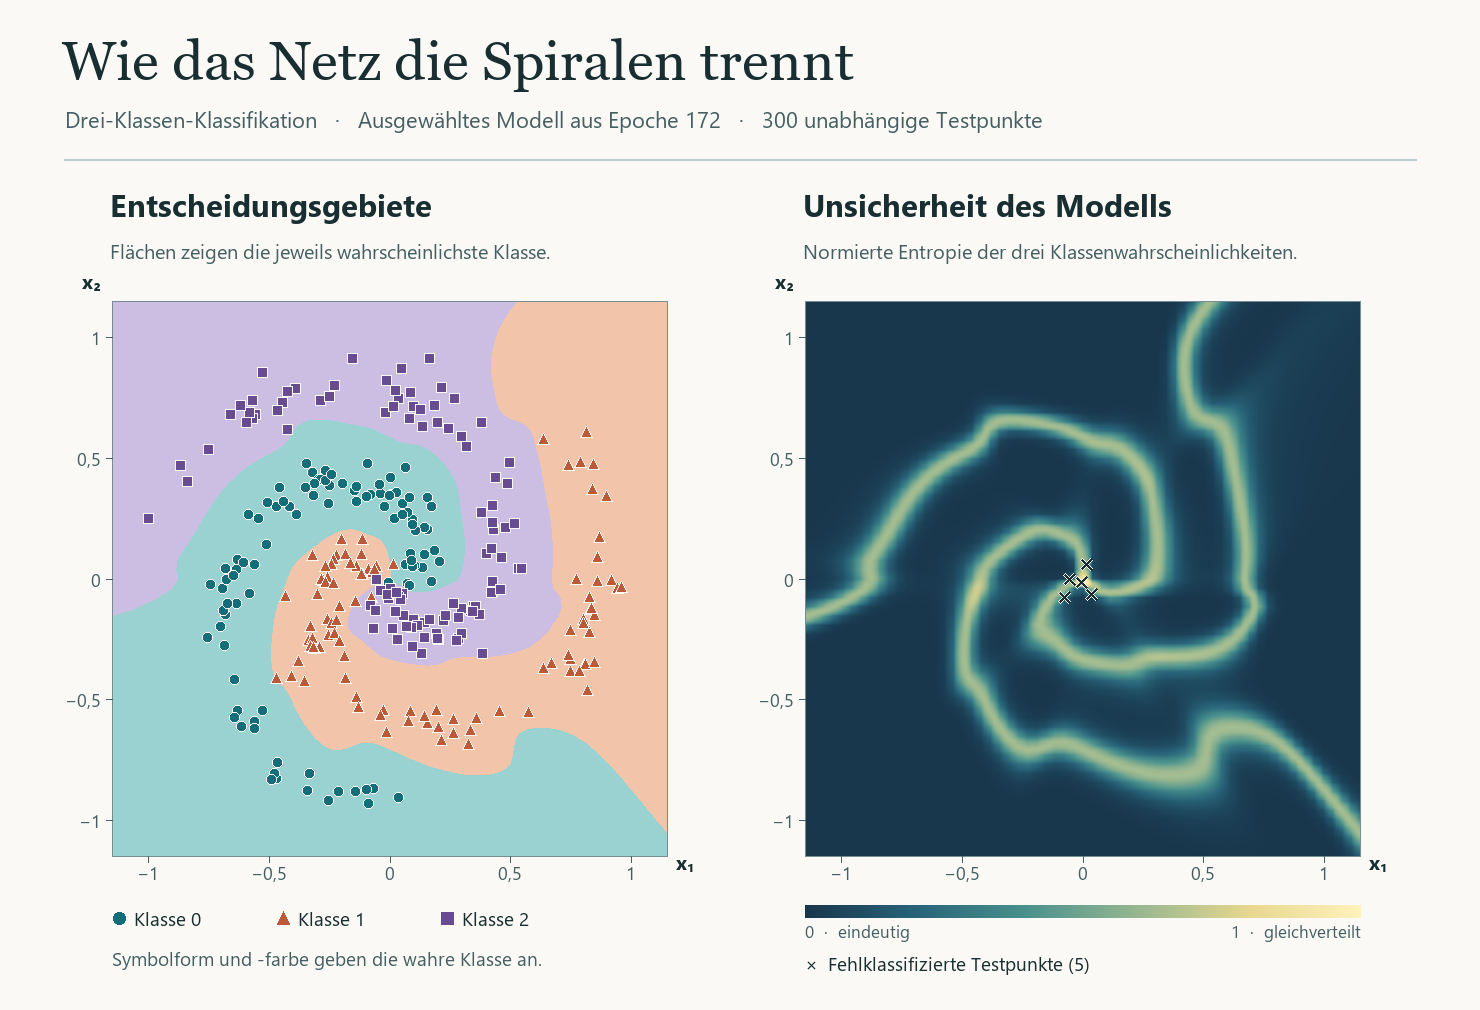 Wie das Netz die Spiralen trennt
Drei-Klassen-Klassifikation · Ausgewähltes Modell aus Epoche 172 · 300 unabhängige Testpunkte
Entscheidungsgebiete
Flächen zeigen die jeweils wahrscheinlichste Klasse.
x₂
1
0,5
0
−0,5
−1
−1 −0,5 0 0,5 1
x₁
Klasse 0 Klasse 1 Klasse 2
Symbolform und -farbe geben die wahre Klasse an.
Unsicherheit des Modells
Normierte Entropie der drei Klassenwahrscheinlichkeiten.
x₂
1
0,5
0
−0,5
−1
−1 −0,5 0 0,5 1
x₁
0 · eindeutig 1 · gleichverteilt
× Fehlklassifizierte Testpunkte (5)